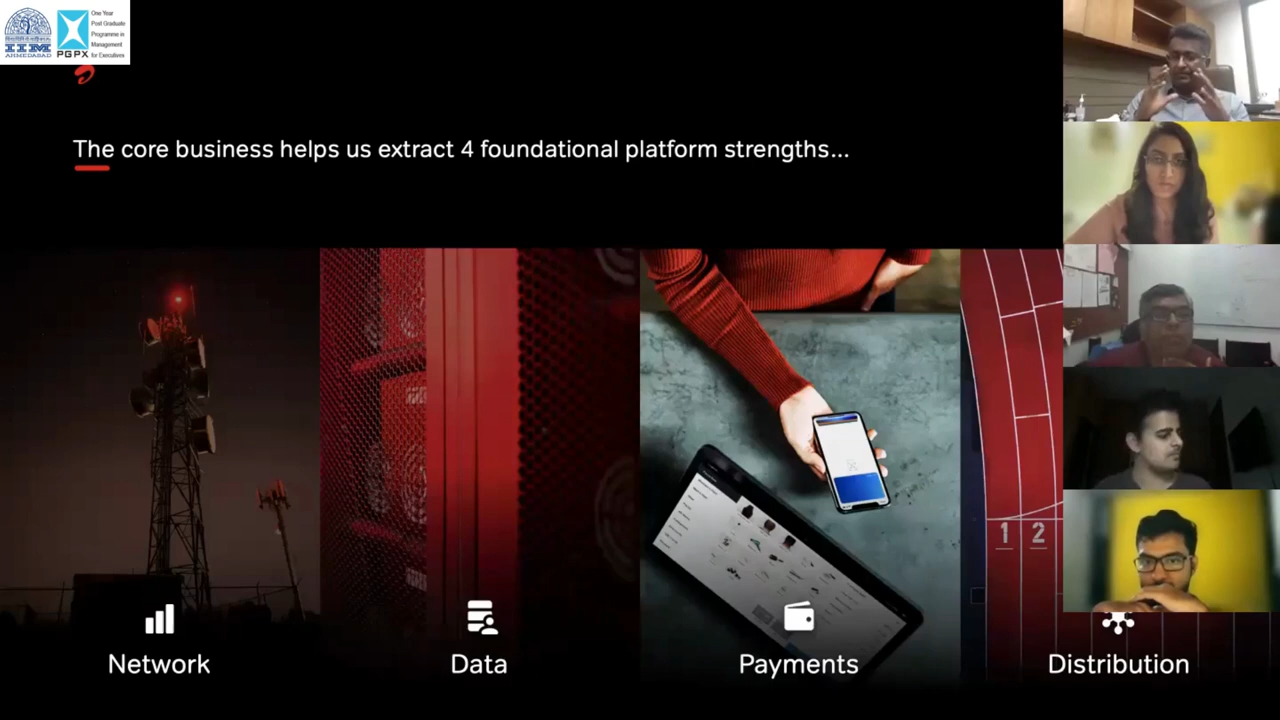 IIM
AHMEDABAD
PGPX
One Year
Post Graduate
Programme in
Management
for Executives
The core business helps us extract 4 foundational platform strengths...
1 2
Network
Data
Payments
Distribution